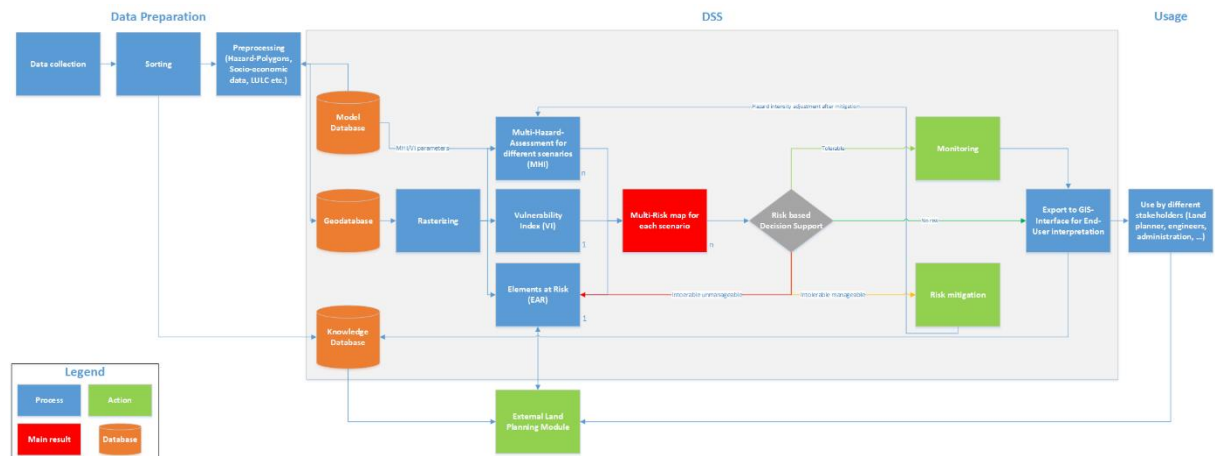 Data Preparation
DSS
Usage
Data collection
Sorting
Preprocessing
(Hazard-Polygons,
Socio-economic
data, LULC etc.)
Model
Database
MHI/VI parameters
Hazard intensity adjustment after mitigation
Multi-Hazard-
Assessment for
different scenarios
(MHI)
n
Tolerable
Monitoring
Geodatabase
Rasterising
Vulnerability
Index (VI)
1
Multi-Risk map for
each scenario
n
Risk based
Decision Support
No risk
Export to GIS-
Interface for End-
User interpretation
Use by different
stakeholders (Land
planner, engineers,
administration, ...)
Elements at Risk
(EAR)
1
Intolerable unmanageable
Intolerable manageable
Risk mitigation
Knowledge
Database
External Land
Planning Module
Legend
Process
Action
Main result
Database